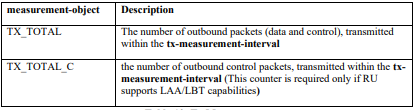 measurement-object Description
TX_TOTAL The number of outbound packets (data and control), transmitted
within the tx-measurement-interval
TX_TOTAL_C the number of outbound control packets, transmitted within the tx-
measurement-interval (This counter is required only if RU
supports LAA/LBT capabilities)